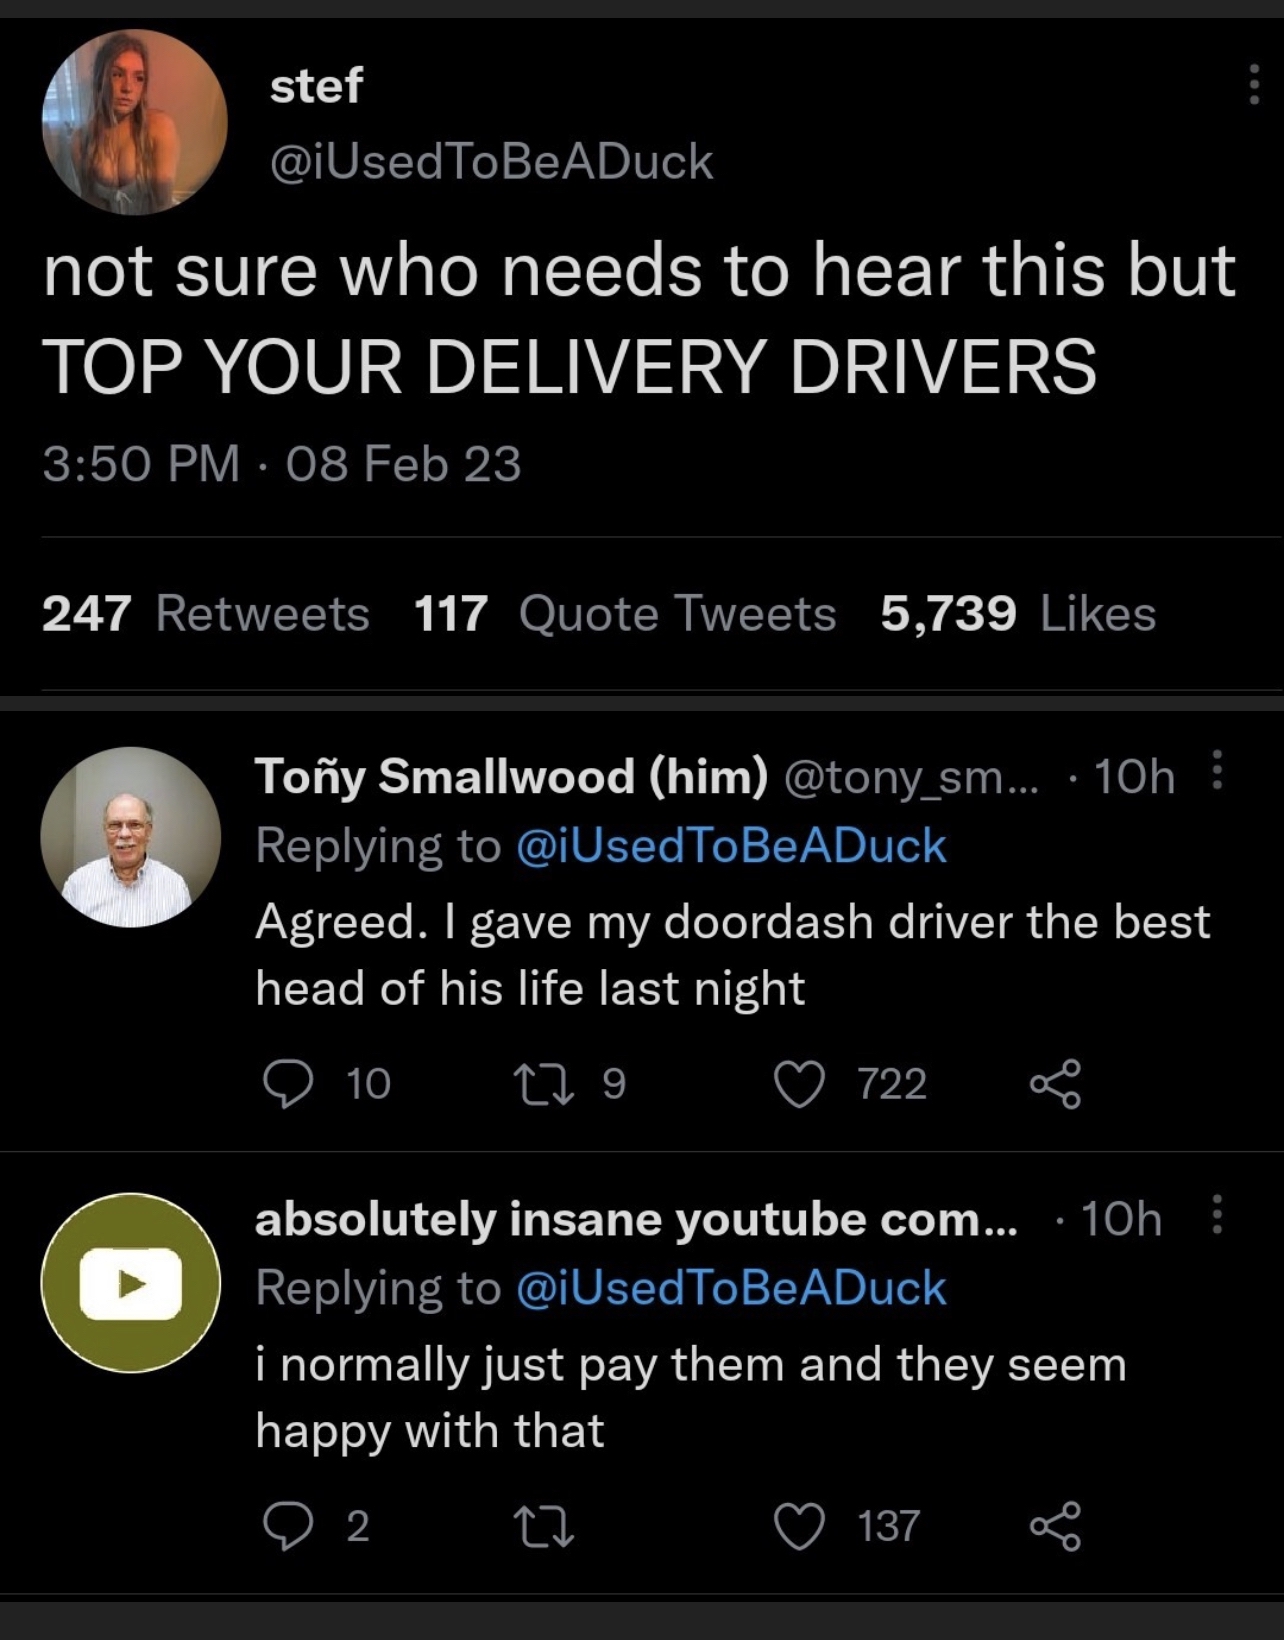 stef
@iUsedToBeADuck
not sure who needs to hear this but
TOP YOUR DELIVERY DRIVERS
3:50 PM · 08 Feb 23
247 Retweets 117 Quote Tweets 5,739 Likes
Toñy Smallwood (him) @tony_sm... · 10h
Replying to @iUsedToBeADuck
Agreed. I gave my doordash driver the best
head of his life last night
10 9 722
absolutely insane youtube com... · 10h
Replying to @iUsedToBeADuck
i normally just pay them and they seem
happy with that
2 137